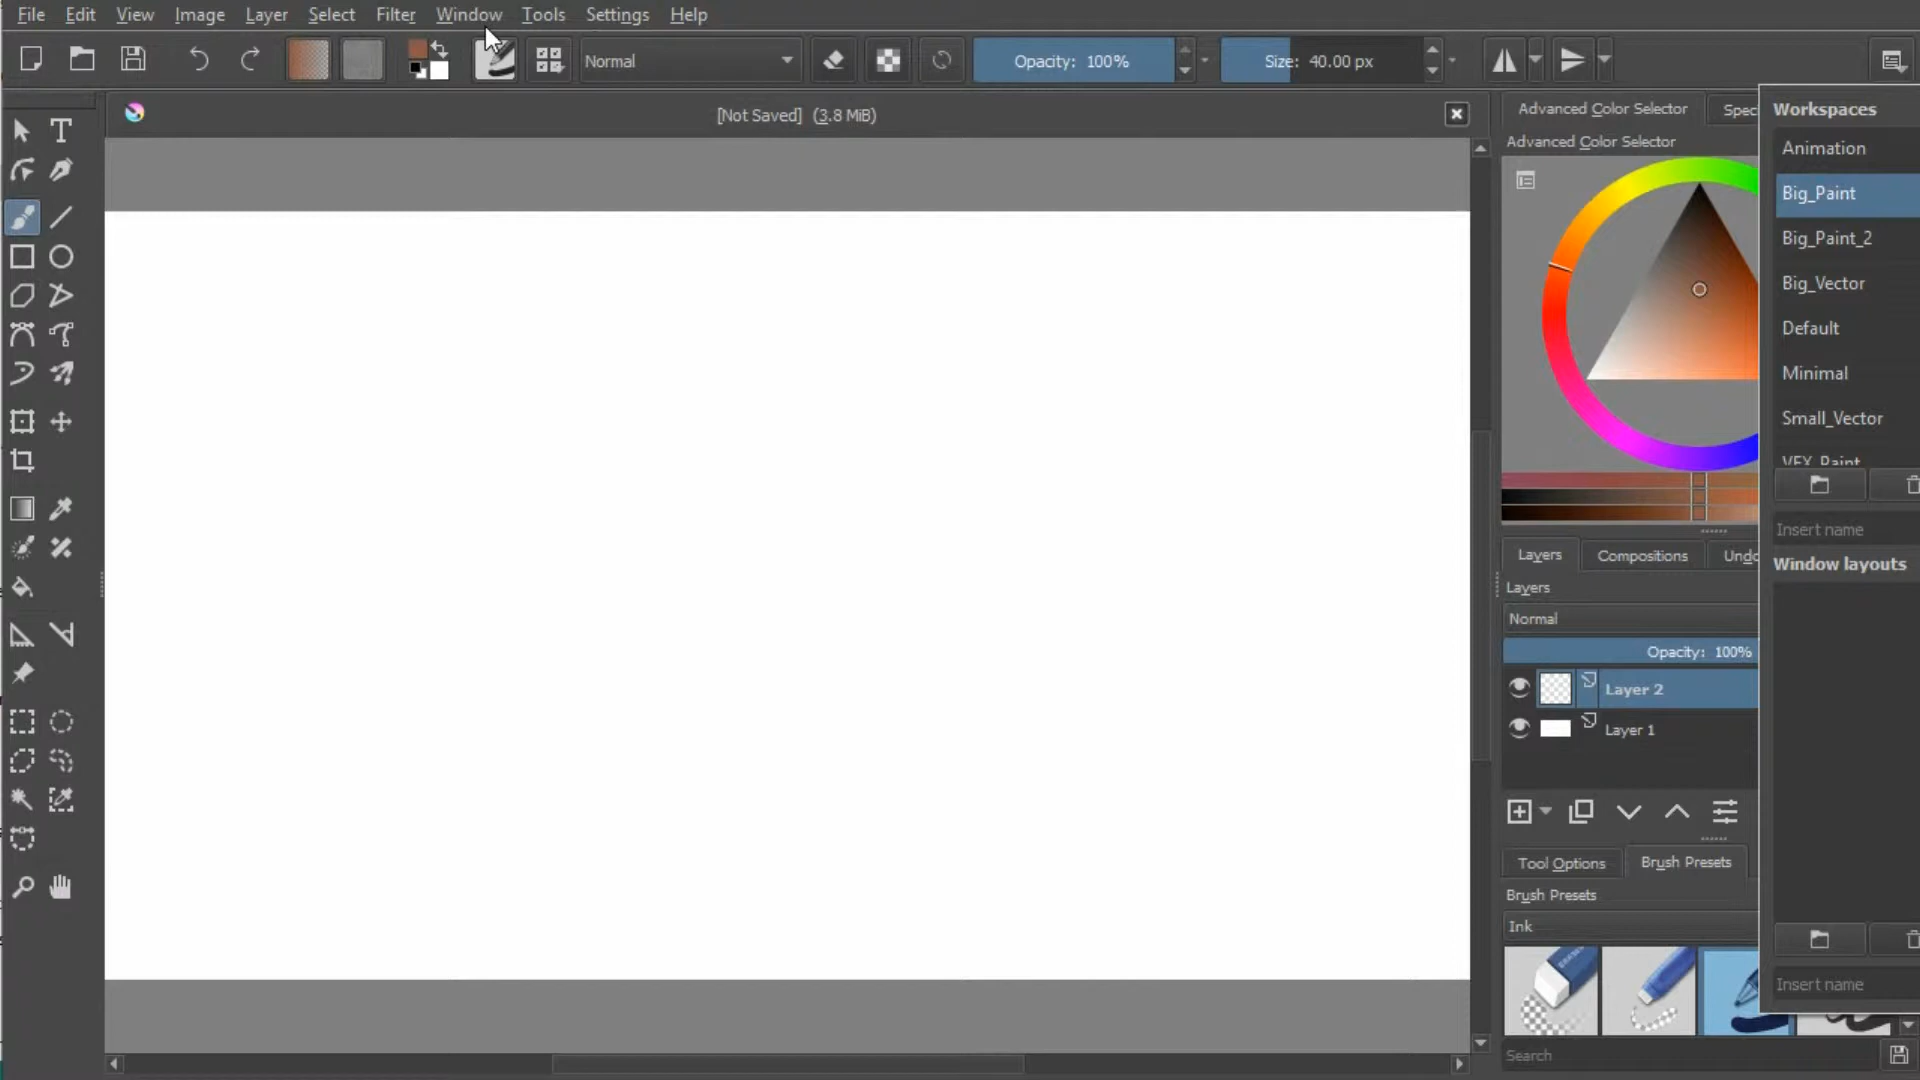 File Edit View Image Layer Select Filter Window Tools Settings Help
Normal Opacity: 100% Size: 40.00 px
[Not Saved] (3.8 MiB)
Advanced Color Selector
Advanced Color Selector
Workspaces
Animation
Big_Paint
Big_Paint_2
Big_Vector
Default
Minimal
Small_Vector
VFX_Paint
Insert name
Window layouts
Insert name
Layers Compositions
Layers
Normal
Opacity: 100%
Layer 2
Layer 1
Tool Options Brush Presets
Brush Presets
Ink
Search